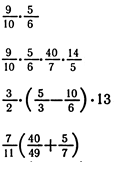 9/10 · 5/6
9/10 · 5/6 · 40/7 · 14/5
3/2 · (5/3 − 10/6) · 13
7/11 (40/49 + 5/7)